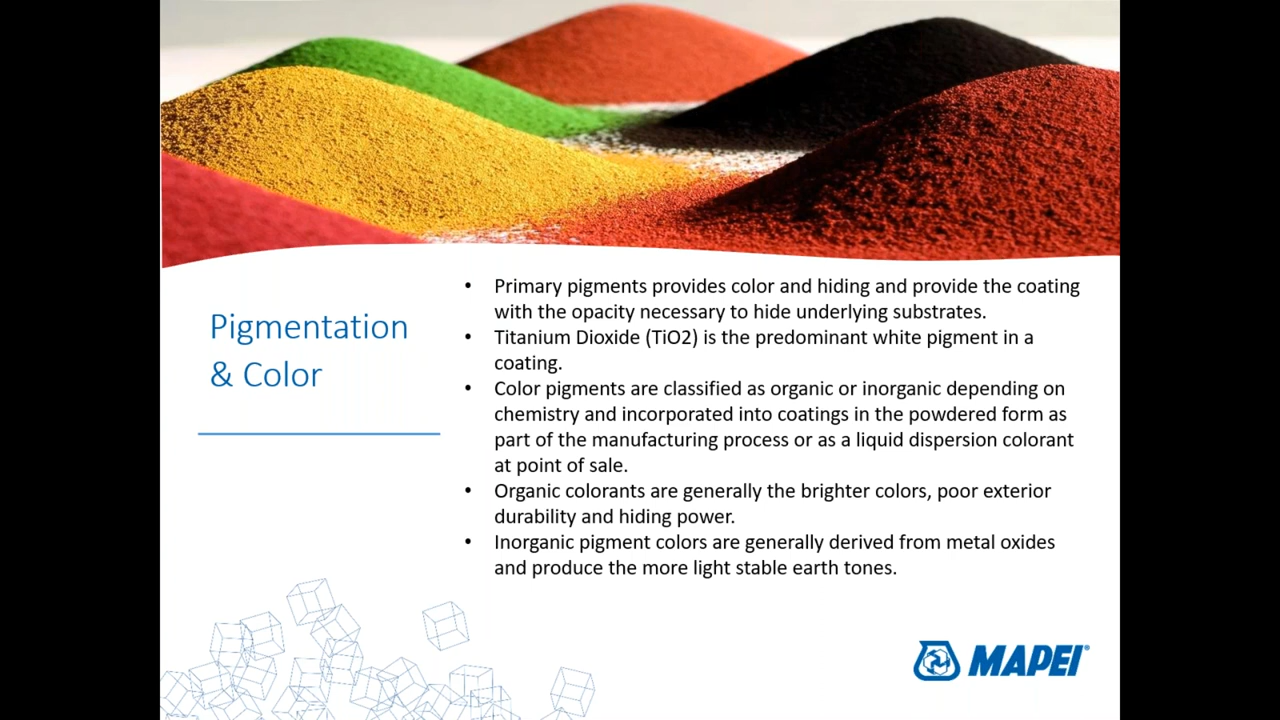 Pigmentation
& Color
• Primary pigments provides color and hiding and provide the coating
with the opacity necessary to hide underlying substrates.
• Titanium Dioxide (TiO2) is the predominant white pigment in a
coating.
• Color pigments are classified as organic or inorganic depending on
chemistry and incorporated into coatings in the powdered form as
part of the manufacturing process or as a liquid dispersion colorant
at point of sale.
• Organic colorants are generally the brighter colors, poor exterior
durability and hiding power.
• Inorganic pigment colors are generally derived from metal oxides
and produce the more light stable earth tones.
MAPEI®